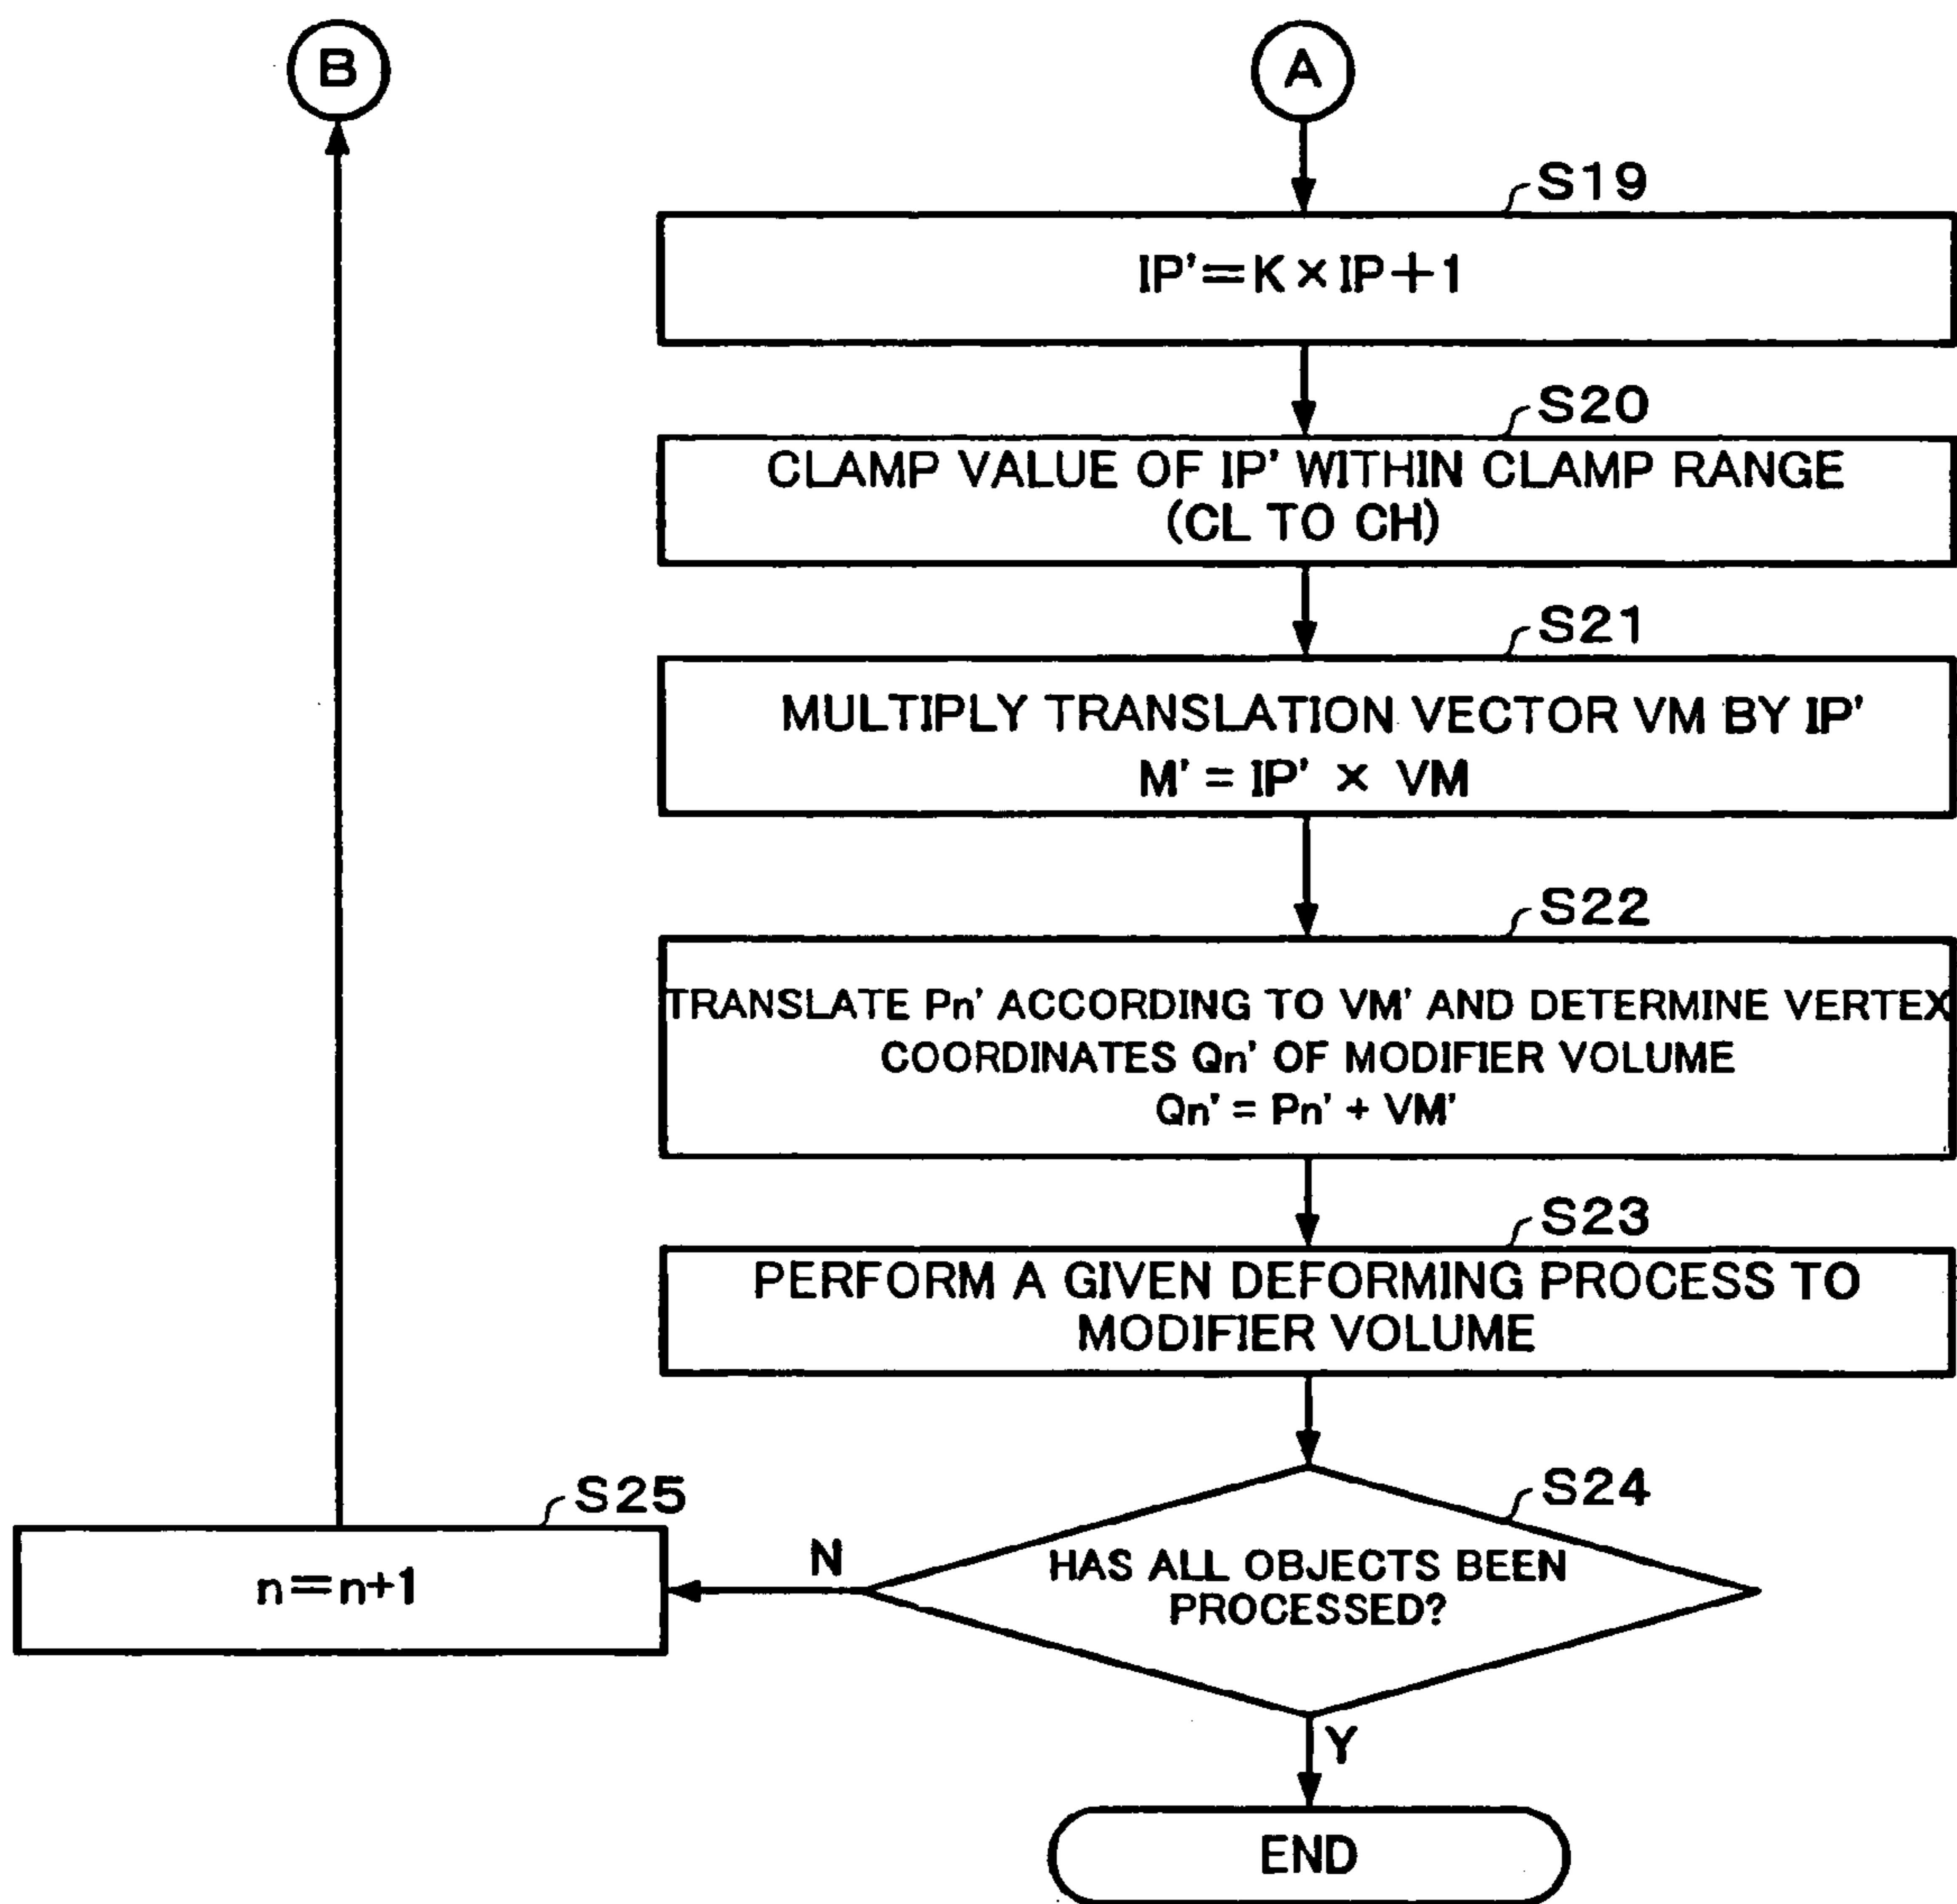 B
A
S19
IP'=K×IP+1
S20
CLAMP VALUE OF IP' WITHIN CLAMP RANGE
(CL TO CH)
S21
MULTIPLY TRANSLATION VECTOR VM BY IP'
M' = IP' × VM
S22
TRANSLATE Pn' ACCORDING TO VM' AND DETERMINE VERTEX
COORDINATES Qn' OF MODIFIER VOLUME
Qn' = Pn' + VM'
S23
PERFORM A GIVEN DEFORMING PROCESS TO
MODIFIER VOLUME
S24
HAS ALL OBJECTS BEEN
PROCESSED?
N
S25
n=n+1
Y
END